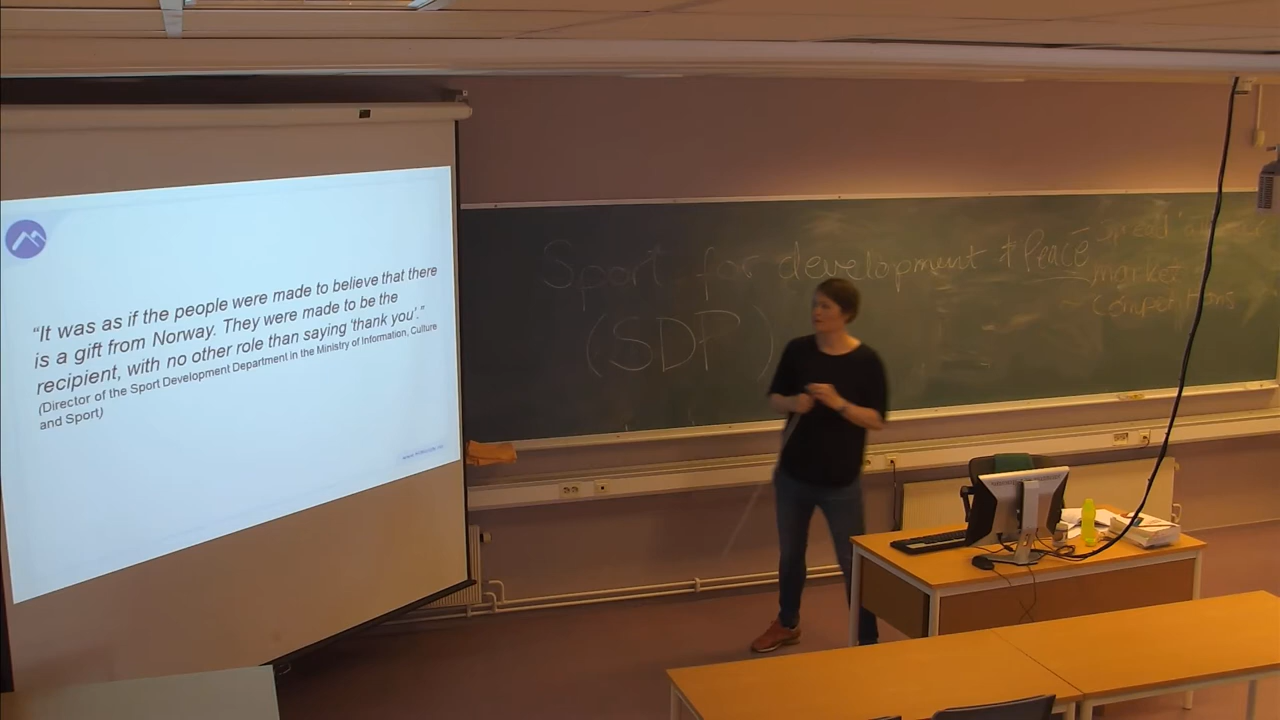 “It was as if the people were made to believe that there
is a gift from Norway. They were made to be the
recipient, with no other role than saying ‘thank you’.”
(Director of the Sport Development Department in the Ministry of Information, Culture
and Sport)
Sport for development + Peace
(SDP)
spread
market
competitions